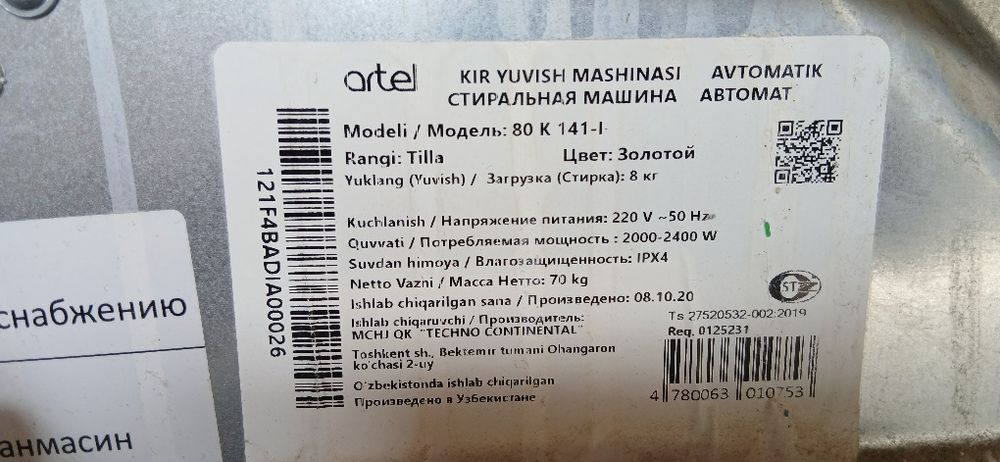 artel
KIR YUVISH MASHINASI AVTOMATIK
СТИРАЛЬНАЯ МАШИНА АВТОМАТ
Modeli / Модель: 80 K 141-I
Rangi: Tilla Цвет: Золотой
Yuklang (Yuvish) / Загрузка (Стирка): 8 кг
Kuchlanish / Напряжение питания: 220 V ~50 Hz
Quvvati / Потребляемая мощность : 2000-2400 W
Suvdan himoya / Влагозащищенность: IPX4
Netto Vazni / Масса Нетто: 70 kg
Ishlab chiqarilgan sana / Произведено: 08.10.20
Ishlab chiqaruvchi / Производитель:
MCHJ QK "TECHNO CONTINENTAL"
Toshkent sh., Bektemir tumani Ohangaron
ko'chasi 2-uy
O'zbekistonda ishlab chiqarilgan
Произведено в Узбекистане
121F4BADIA00026
Ts 27520532-002:2019
Reg. 0125231
4 780063 010753
снабжению
анмасин